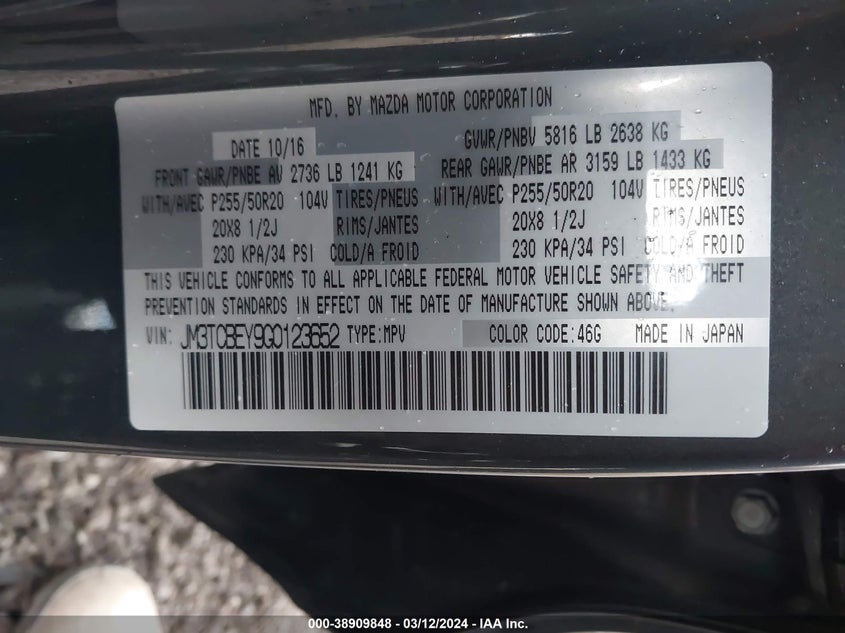 MFD. BY MAZDA MOTOR CORPORATION
DATE 10/16 GVWR/PNBV 5816 LB 2638 KG
FRONT GAWR/PNBE AV 2736 LB 1241 KG REAR GAWR/PNBE AR 3159 LB 1433 KG
WITH/AVEC P255/50R20 104V TIRES/PNEUS WITH/AVEC P255/50R20 104V TIRES/PNEUS
20X8 1/2J RIMS/JANTES 20X8 1/2J RIMS/JANTES
230 KPA/34 PSI COLD/A FROID 230 KPA/34 PSI COLD/A FROID
THIS VEHICLE CONFORMS TO ALL APPLICABLE FEDERAL MOTOR VEHICLE SAFETY AND THEFT
PREVENTION STANDARDS IN EFFECT ON THE DATE OF MANUFACTURE SHOWN ABOVE.
VIN: JM3TCBEY9G0123652 TYPE:MPV COLOR CODE:46G MADE IN JAPAN
000-38909848 - 03/12/2024 - IAA Inc.